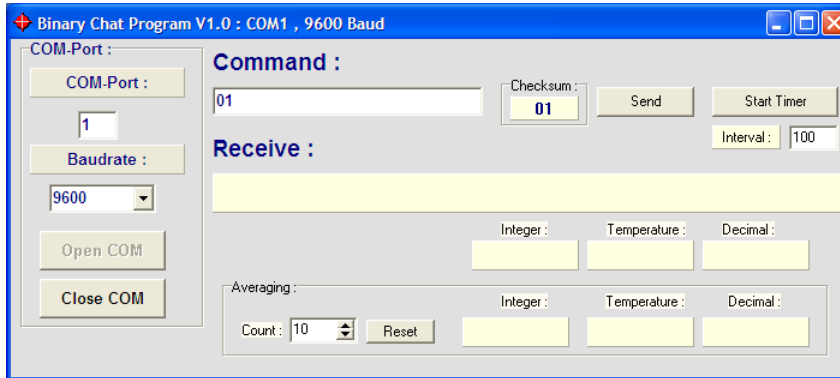 Binary Chat Program V1.0 : COM1 , 9600 Baud
COM-Port :
COM-Port :
1
Baudrate :
9600
Open COM
Close COM
Command :
01
Checksum :
01
Send
Start Timer
Interval : 100
Receive :
Integer : Temperature : Decimal :
Averaging :
Count : 10 Reset
Integer : Temperature : Decimal :